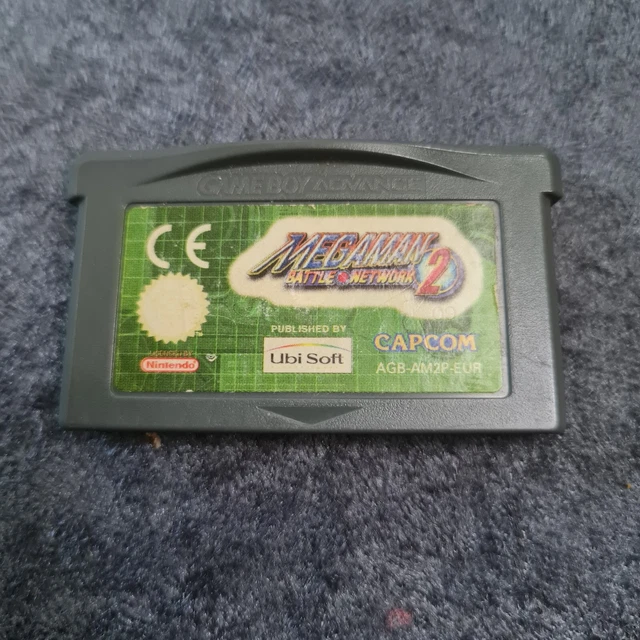 GAME BOY ADVANCE
CE
MEGAMAN
BATTLE NETWORK 2
PUBLISHED BY
Ubi Soft
CAPCOM
Nintendo
AGB-AM2P-EUR